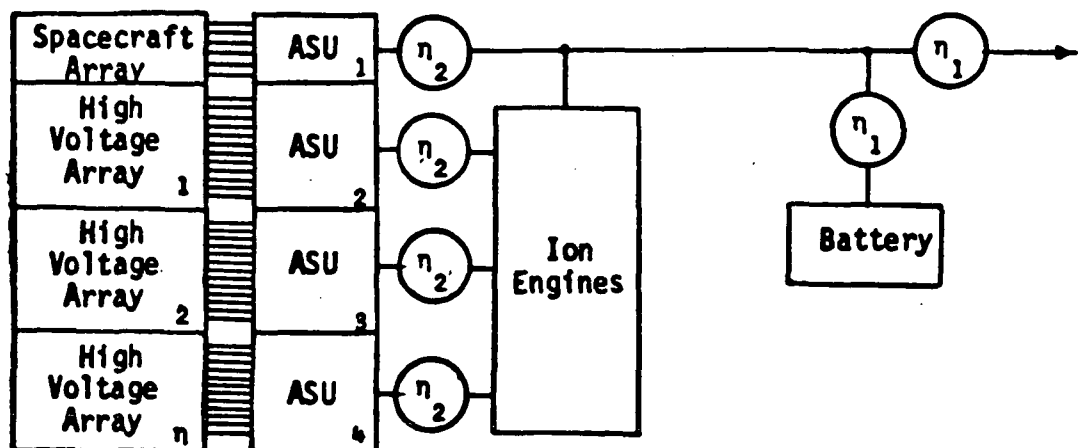 Spacecraft
Array
ASU 1
η2
η1
High
Voltage
Array 1
ASU 2
η2
η1
High
Voltage
Array 2
ASU 3
η2
Ion
Engines
Battery
High
Voltage
Array n
ASU 4
η2